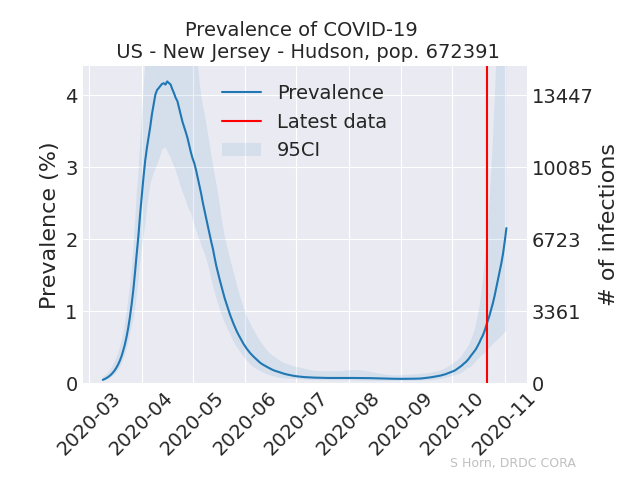 Prevalence of COVID-19
US - New Jersey - Hudson, pop. 672391
Prevalence (%)
4
3
2
1
0
Prevalence
Latest data
95CI
13447
10085
6723
3361
0
# of infections
2020-03
2020-04
2020-05
2020-06
2020-07
2020-08
2020-09
2020-10
2020-11
S Horn, DRDC CORA